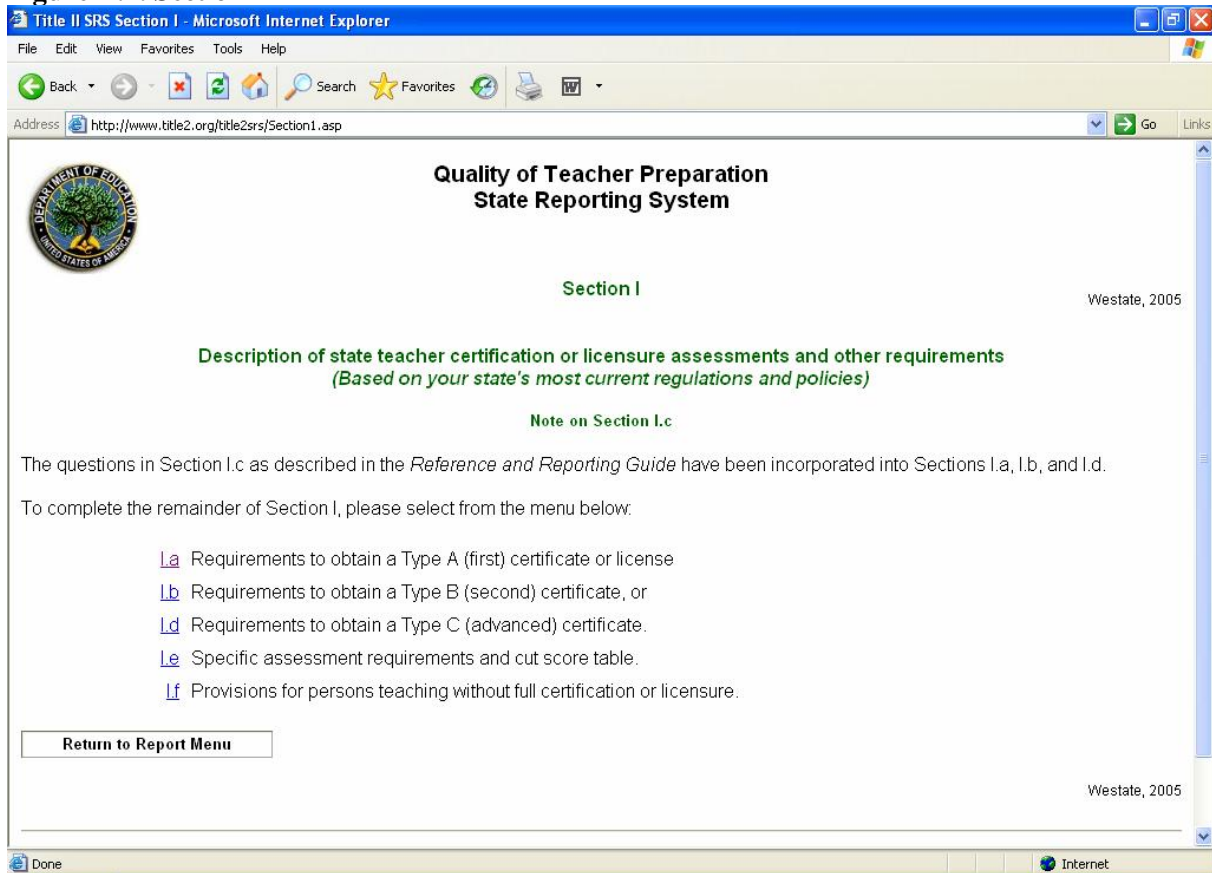 Title II SRS Section I - Microsoft Internet Explorer
File Edit View Favorites Tools Help
Back Search Favorites
Address http://www.title2.org/title2srs/Section1.asp Go Links
DEPARTMENT OF EDUCATION
UNITED STATES OF AMERICA
Quality of Teacher Preparation
State Reporting System
Section I
Westate, 2005
Description of state teacher certification or licensure assessments and other requirements
(Based on your state's most current regulations and policies)
Note on Section I.c
The questions in Section I.c as described in the Reference and Reporting Guide have been incorporated into Sections I.a, I.b, and I.d.
To complete the remainder of Section I, please select from the menu below:
I.a Requirements to obtain a Type A (first) certificate or license
I.b Requirements to obtain a Type B (second) certificate, or
I.d Requirements to obtain a Type C (advanced) certificate.
I.e Specific assessment requirements and cut score table.
I.f Provisions for persons teaching without full certification or licensure.
Return to Report Menu
Westate, 2005
Done Internet